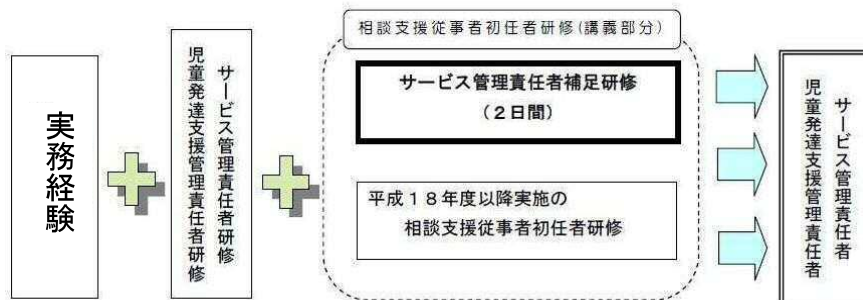 実務経験
サービス管理責任者研修
児童発達支援管理責任者研修
相談支援従事者初任者研修(講義部分)
サービス管理責任者補足研修
(2日間)
平成18年度以降実施の
相談支援従事者初任者研修
サービス管理責任者
児童発達支援管理責任者